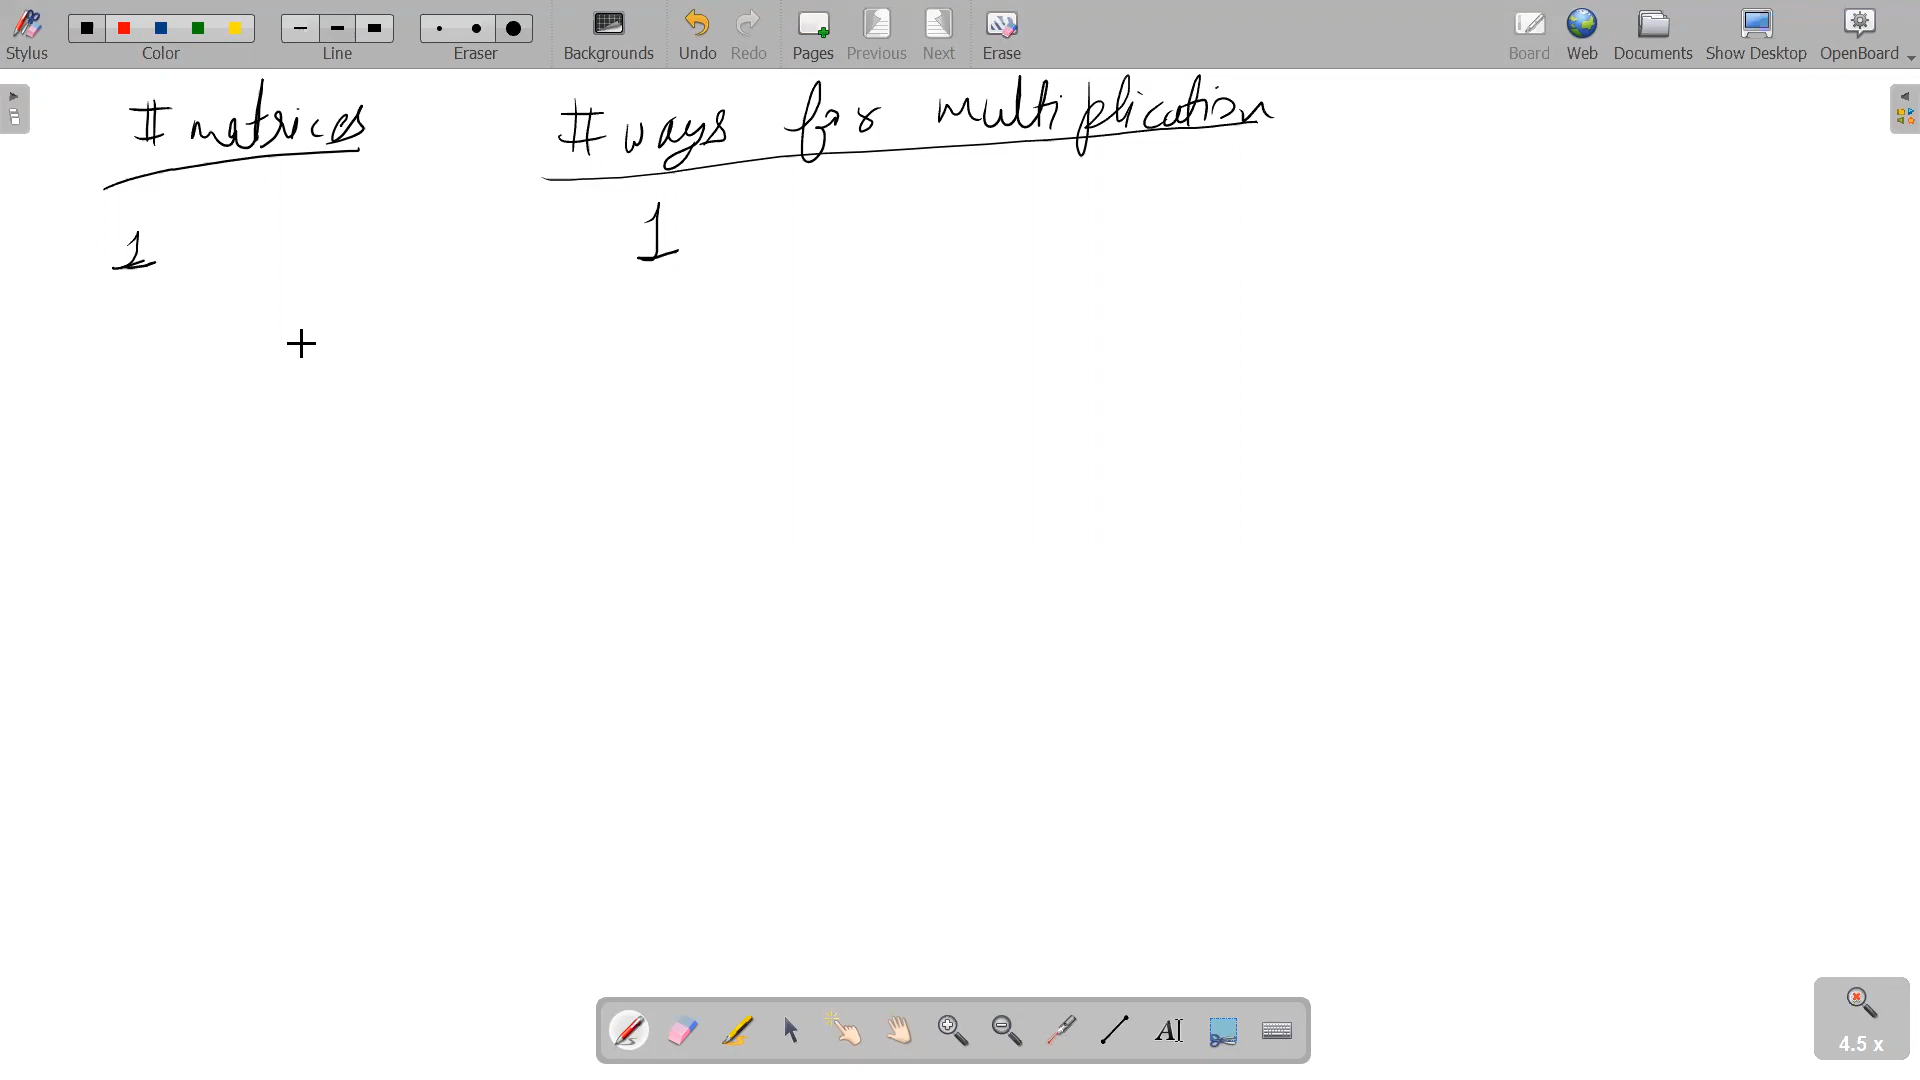 Stylus Color Line Eraser Backgrounds Undo Redo Pages Previous Next Erase Board Web Documents Show Desktop OpenBoard
# matrices # ways for multiplication
1 1
4.5 x